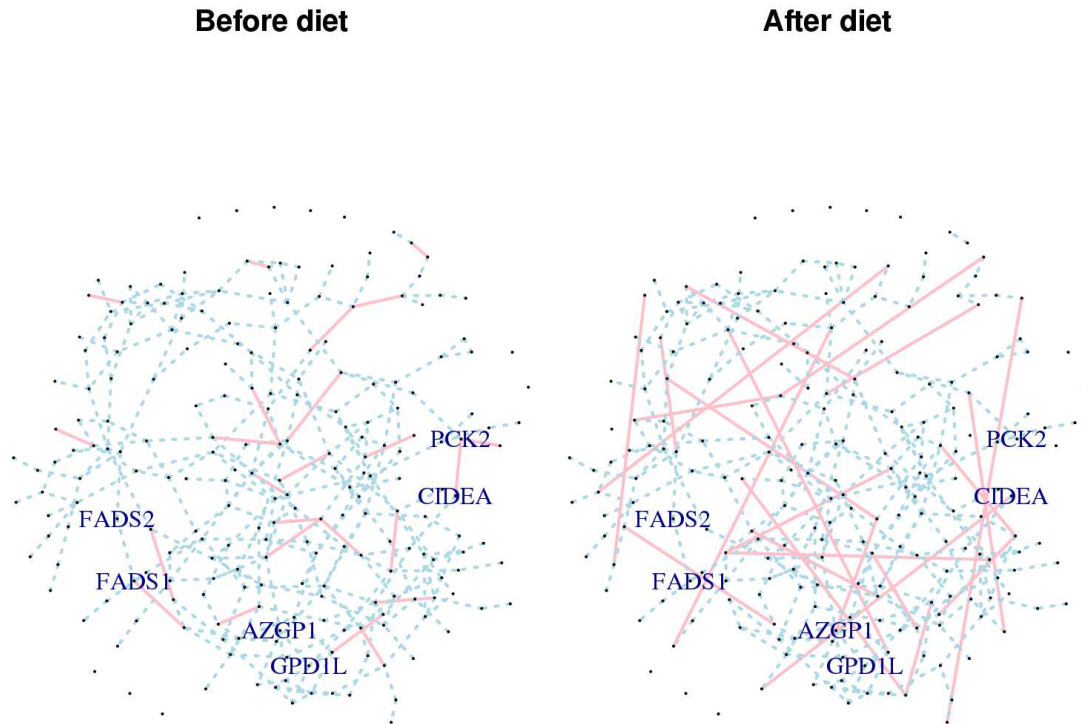 Before diet
After diet
PCK2
CIDEA
FADS2
FADS1
AZGP1
GPD1L
PCK2
CIDEA
FADS2
FADS1
AZGP1
GPD1L